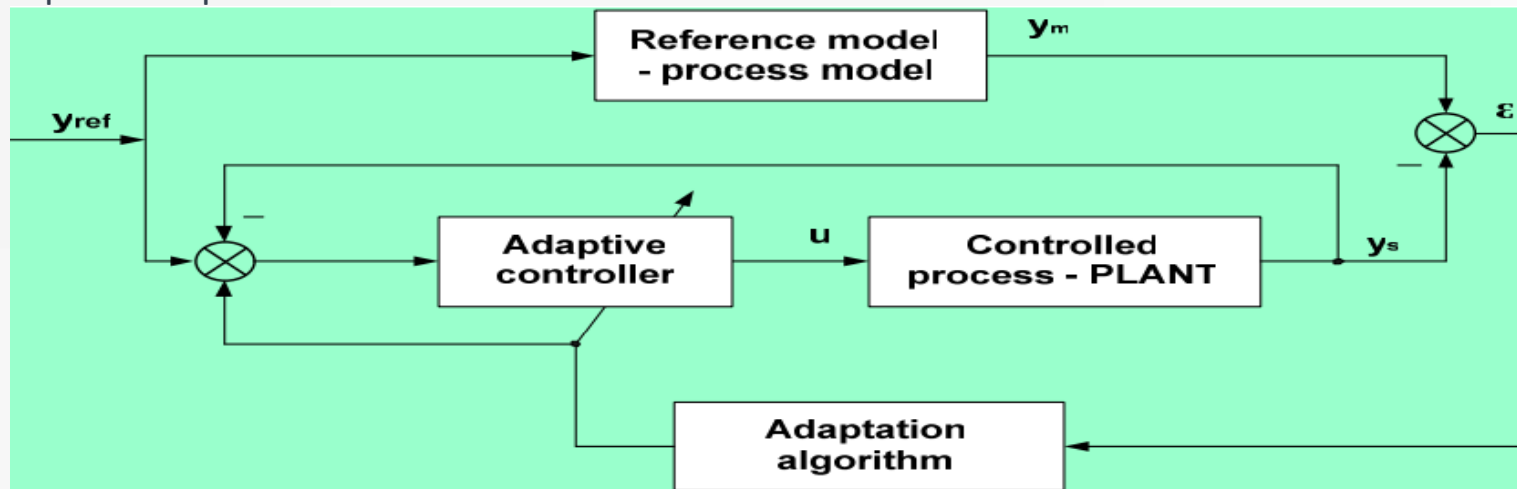 Reference model
- process model
ym
yref
ε
–
–
Adaptive
controller
u
Controlled
process - PLANT
ys
Adaptation
algorithm